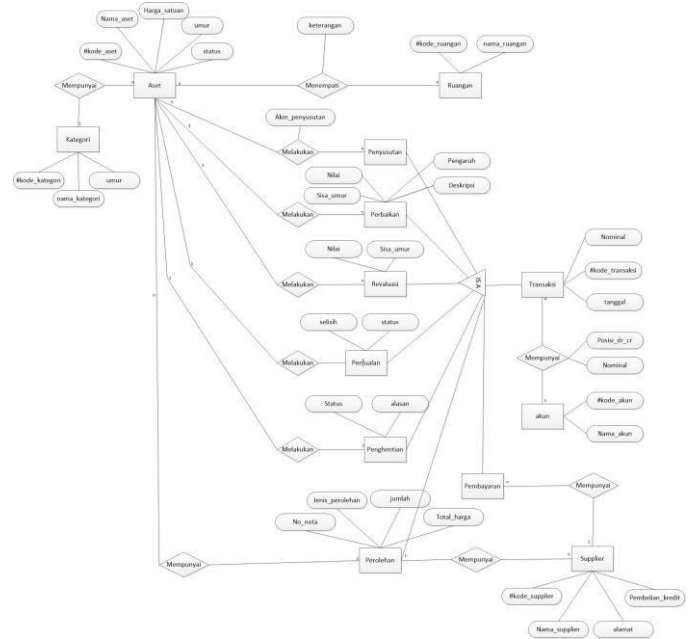 Harga_satuan
Nama_aset
umur
keterangan
#kode_ruangan
nama_ruangan
#kode_aset
status
Mempunyai
Aset
Menempati
Ruangan
Akm_penyusutan
Kategori
Melakukan
Penyusutan
Pengaruh
Nilai
#kode_kategori
umur
Deskripsi
nama_kategori
Sisa_umur
Melakukan
Perbaikan
Nominal
Nilai
Sisa_umur
#kode_transaksi
Melakukan
Revaluasi
IS A
Transaksi
tanggal
selisih
status
Posisi_dr_cr
Mempunyai
Melakukan
Penjualan
Nominal
Status
alasan
#kode_akun
akun
Nama_akun
Melakukan
Penghentian
Pembayaran
Mempunyai
Jenis_perolehan
jumlah
No_nota
Total_harga
Mempunyai
Perolehan
Mempunyai
Supplier
#kode_supplier
Pembelian_kredit
Nama_supplier
alamat